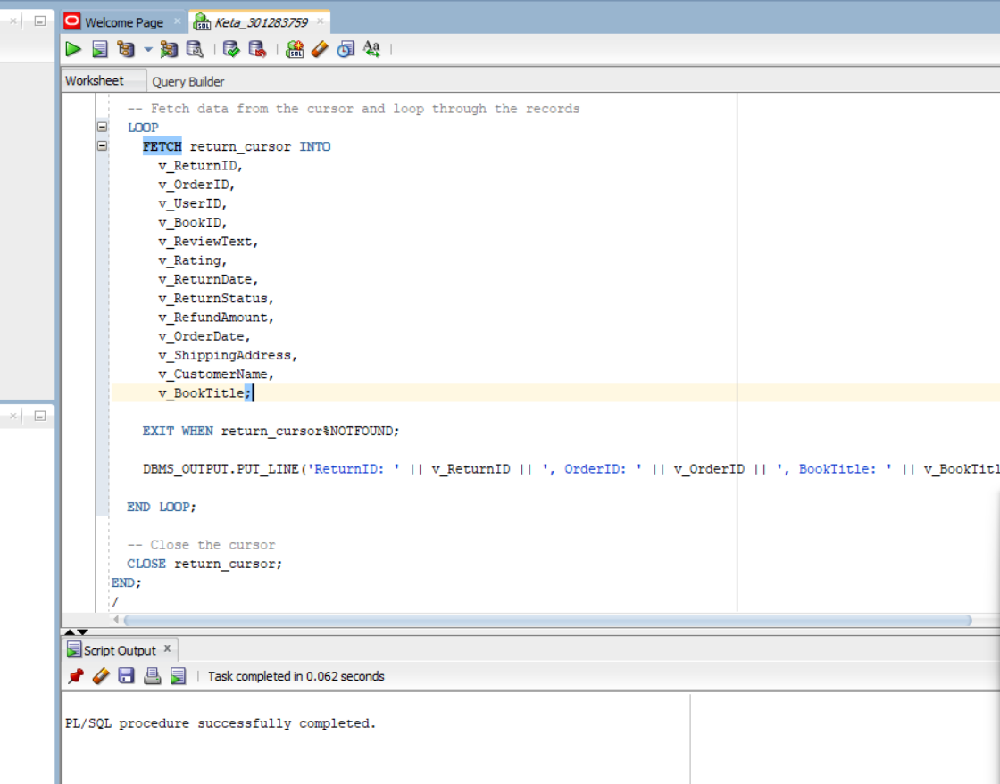 Welcome Page
Keta_301283759
Worksheet
Query Builder
-- Fetch data from the cursor and loop through the records
LOOP
FETCH return_cursor INTO
v_ReturnID,
v_OrderID,
v_UserID,
v_BookID,
v_ReviewText,
v_Rating,
v_ReturnDate,
v_ReturnStatus,
v_RefundAmount,
v_OrderDate,
v_ShippingAddress,
v_CustomerName,
v_BookTitle;
EXIT WHEN return_cursor%NOTFOUND;
DBMS_OUTPUT.PUT_LINE('ReturnID: ' || v_ReturnID || ', OrderID: ' || v_OrderID || ', BookTitle: ' || v_BookTitl
END LOOP;
-- Close the cursor
CLOSE return_cursor;
END;
/
Script Output
Task completed in 0.062 seconds
PL/SQL procedure successfully completed.